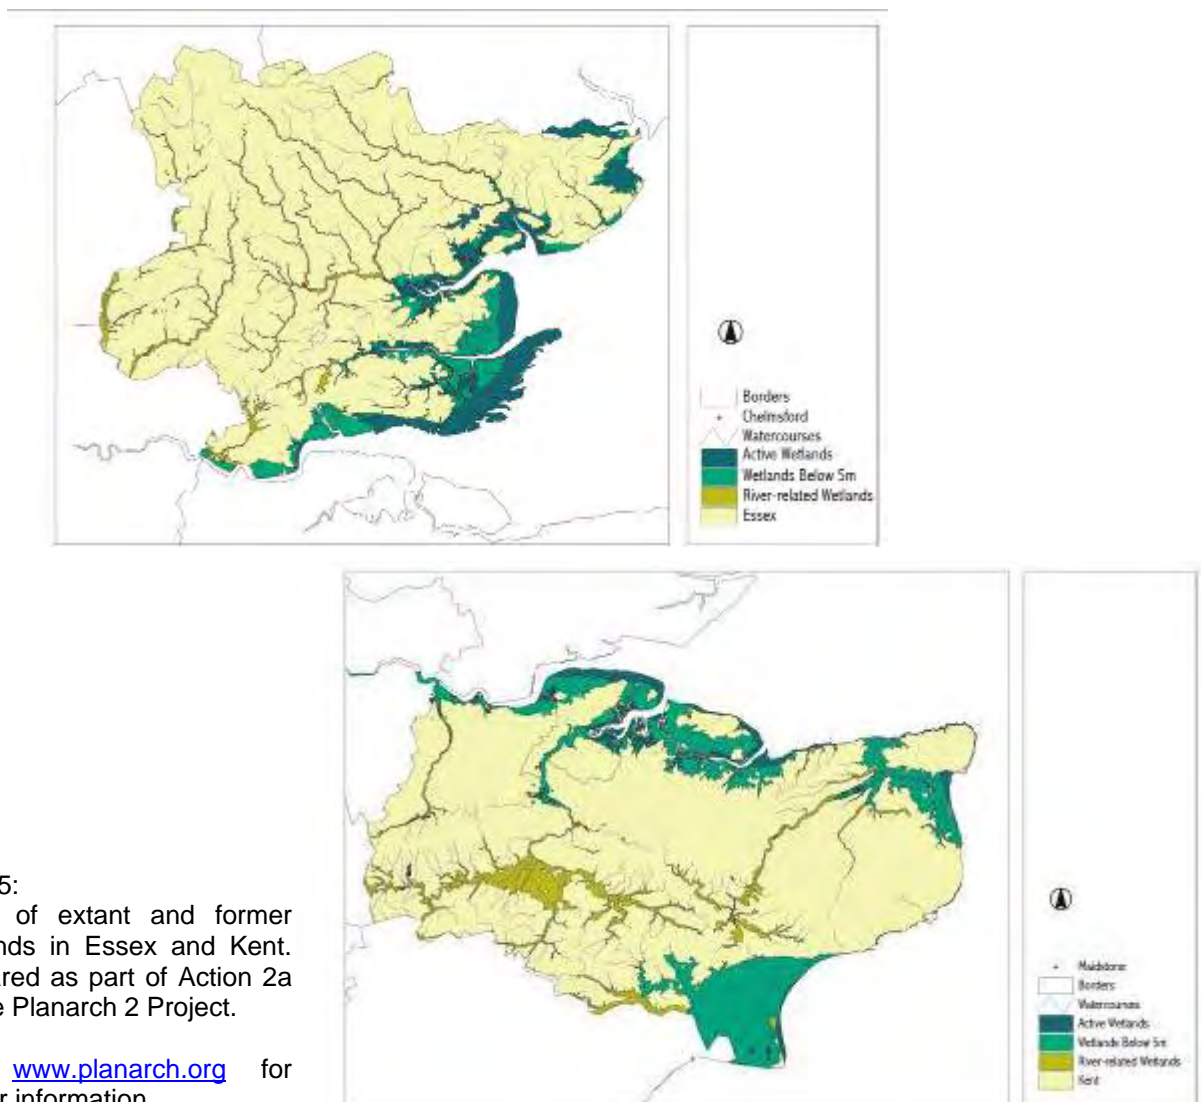 Borders
Chelmsford
Watercourses
Active Wetlands
Wetlands Below 5m
River-related Wetlands
Essex
5:
of extant and former
nds in Essex and Kent.
red as part of Action 2a
e Planarch 2 Project.
www.planarch.org for
r information
Maidstone
Borders
Watercourses
Active Wetlands
Wetlands Below 5m
River-related Wetlands
Kent